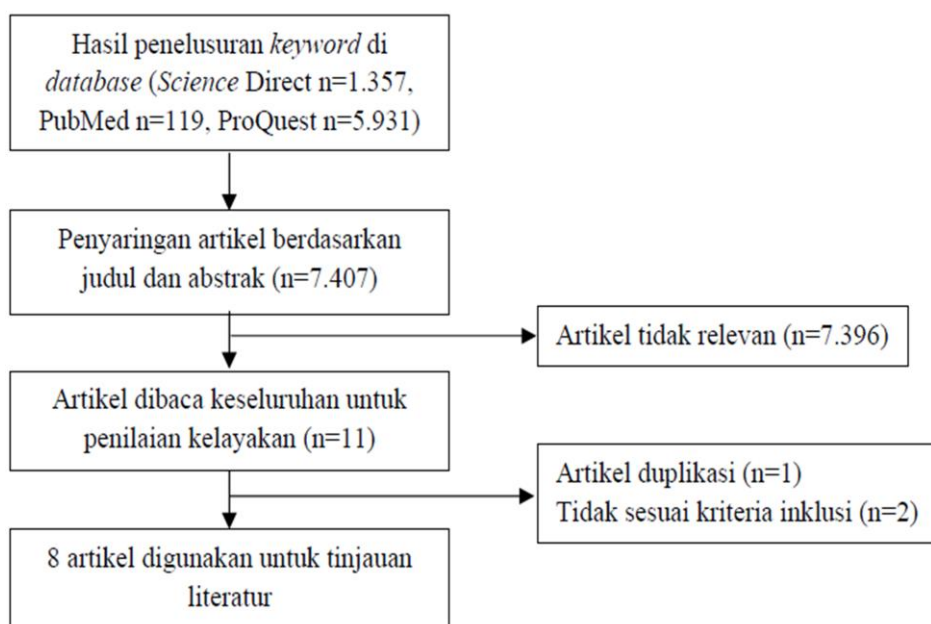 Hasil penelusuran keyword di
database (Science Direct n=1.357,
PubMed n=119, ProQuest n=5.931)
Penyaringan artikel berdasarkan
judul dan abstrak (n=7.407)
Artikel tidak relevan (n=7.396)
Artikel dibaca keseluruhan untuk
penilaian kelayakan (n=11)
Artikel duplikasi (n=1)
Tidak sesuai kriteria inklusi (n=2)
8 artikel digunakan untuk tinjauan
literatur